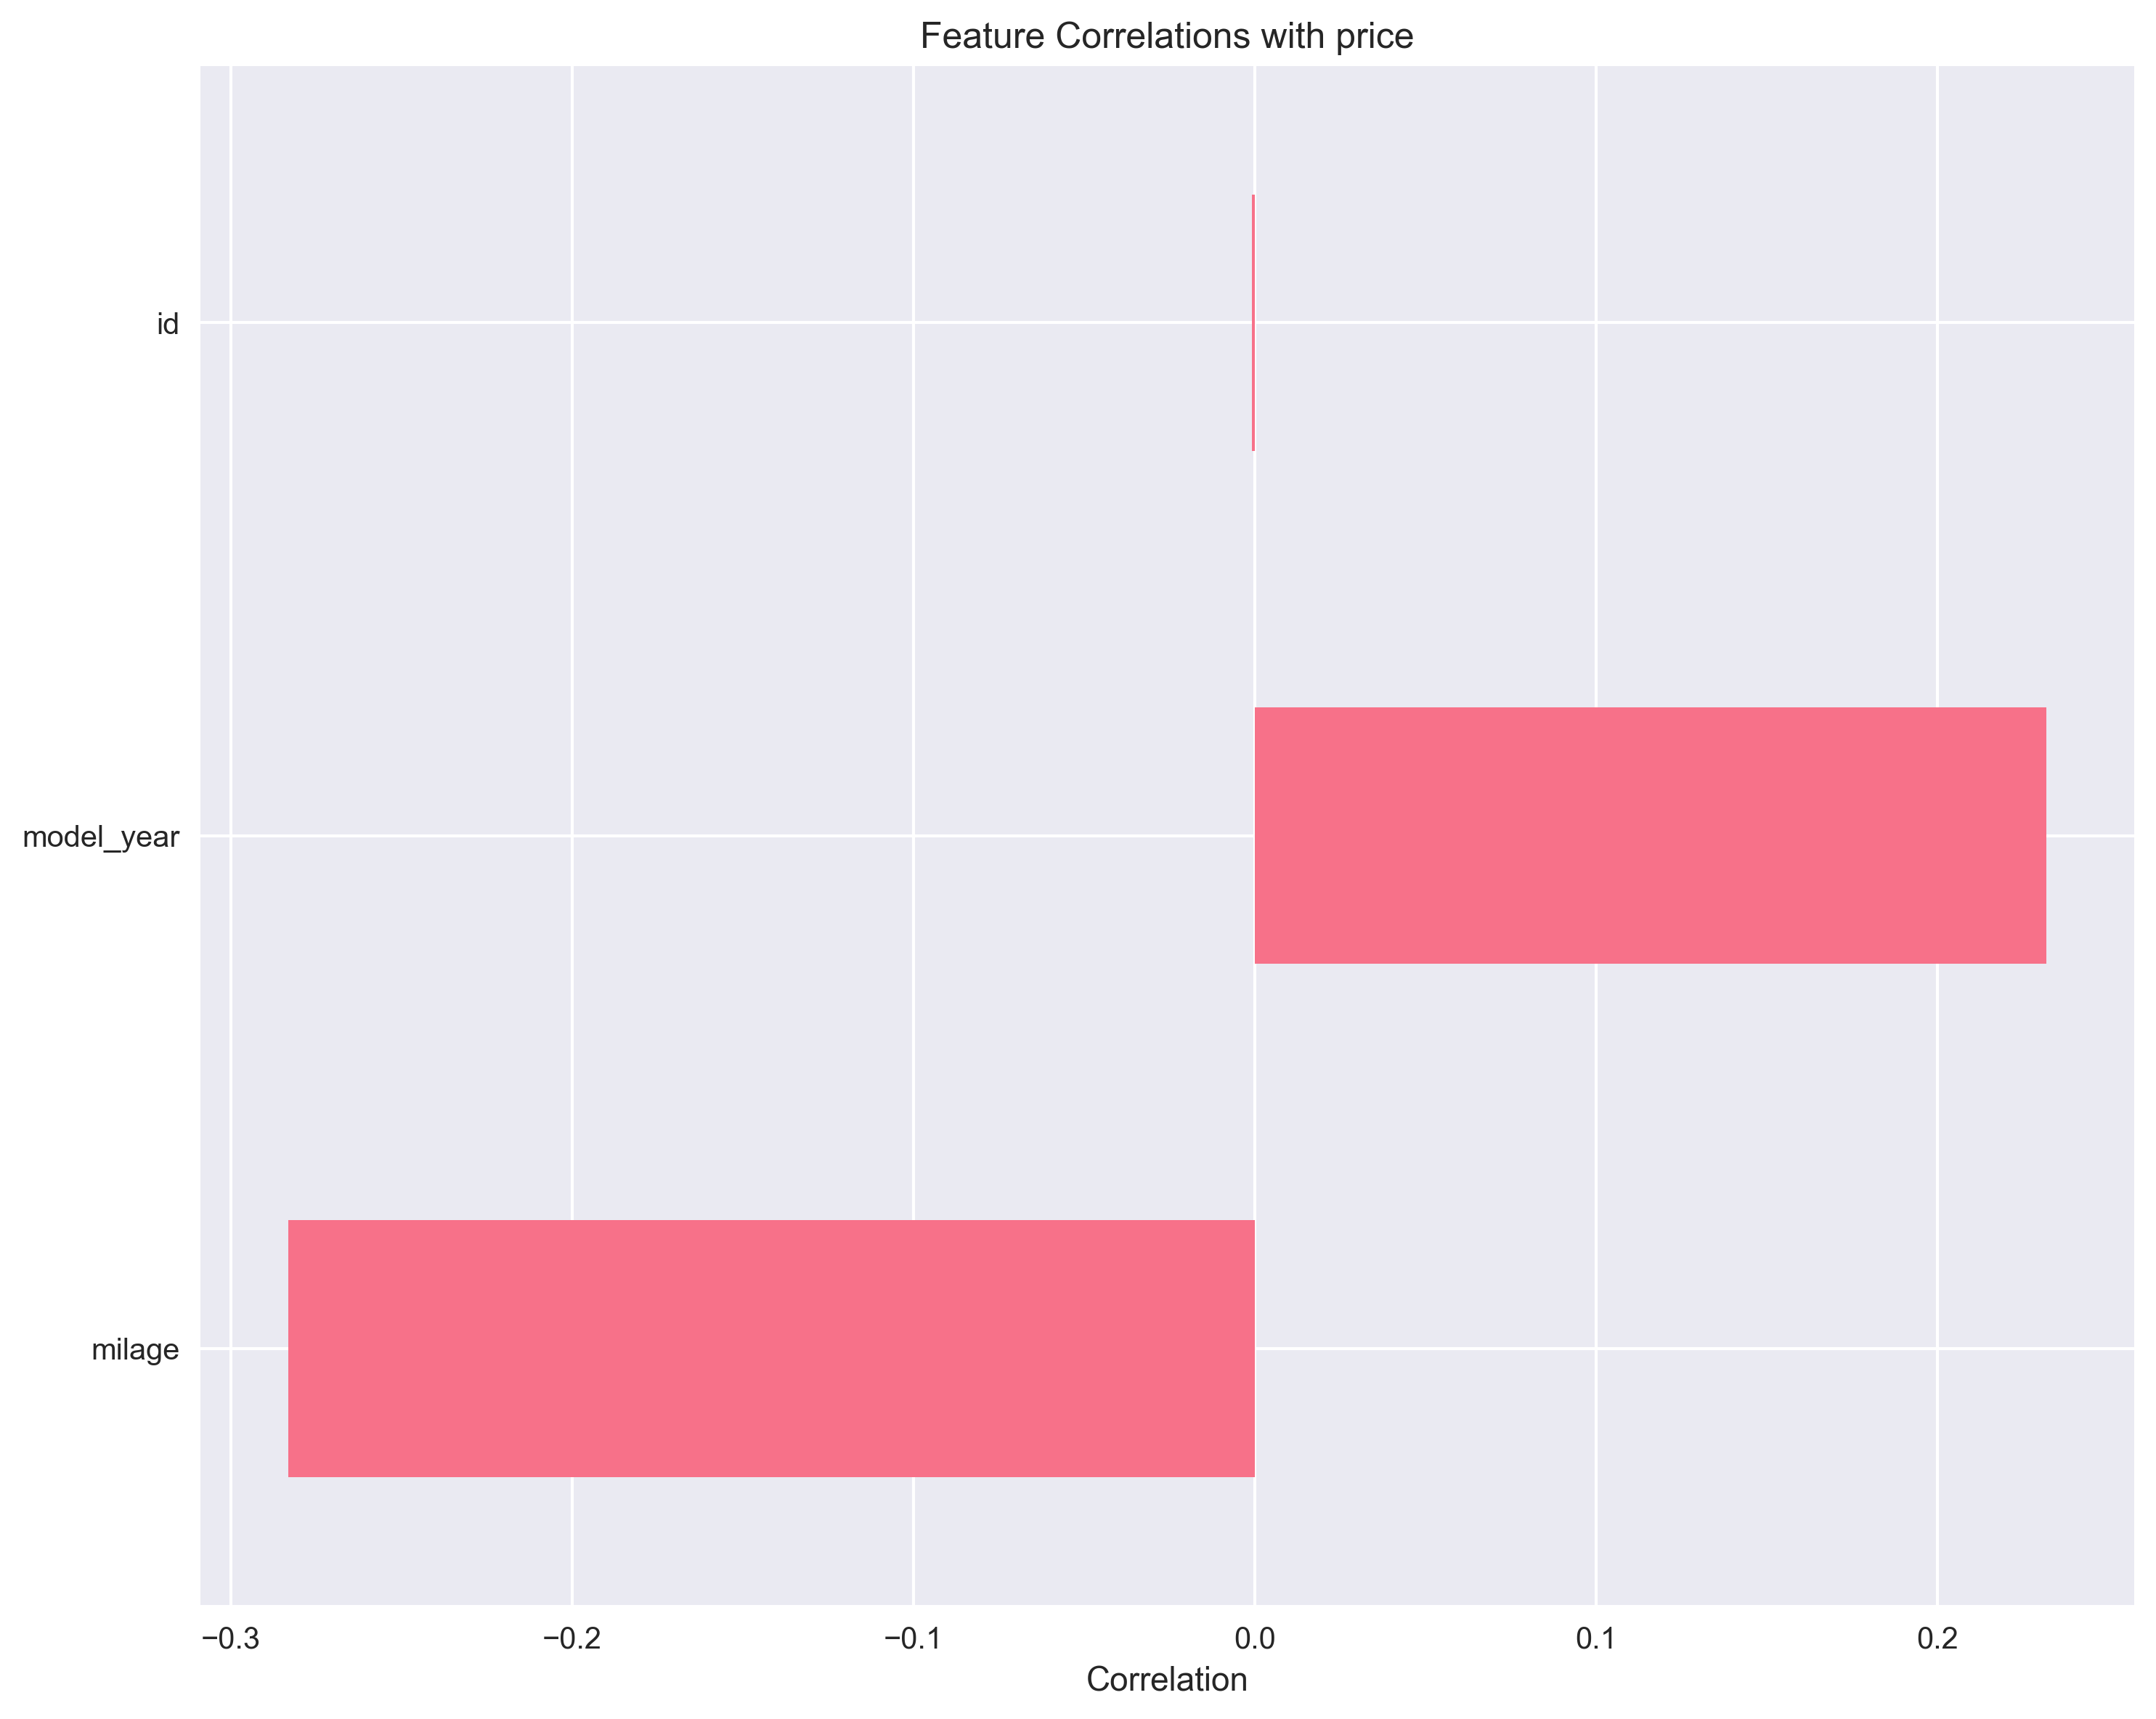 Feature Correlations with price
id
model_year
milage
−0.3 −0.2 −0.1 0.0 0.1 0.2
Correlation